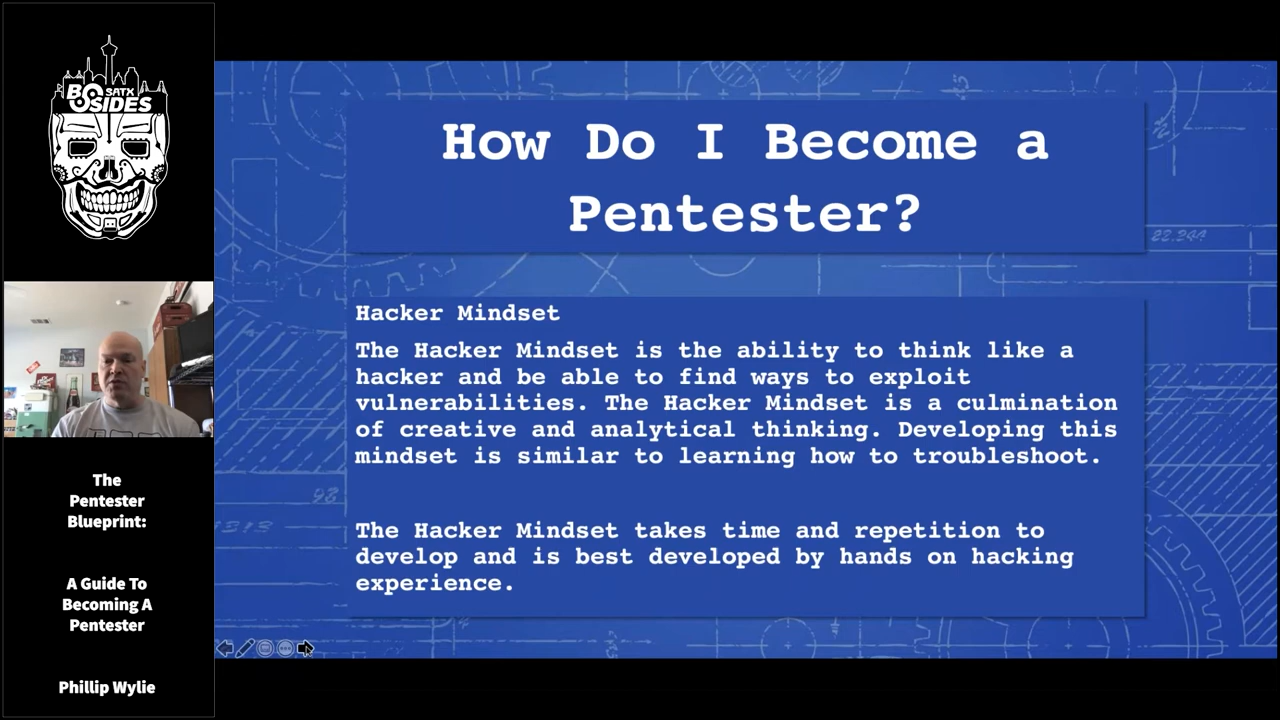 BSIDES
SATX
The
Pentester
Blueprint:
A Guide To
Becoming A
Pentester
Phillip Wylie
How Do I Become a
Pentester?
Hacker Mindset
The Hacker Mindset is the ability to think like a
hacker and be able to find ways to exploit
vulnerabilities. The Hacker Mindset is a culmination
of creative and analytical thinking. Developing this
mindset is similar to learning how to troubleshoot.
The Hacker Mindset takes time and repetition to
develop and is best developed by hands on hacking
experience.
92